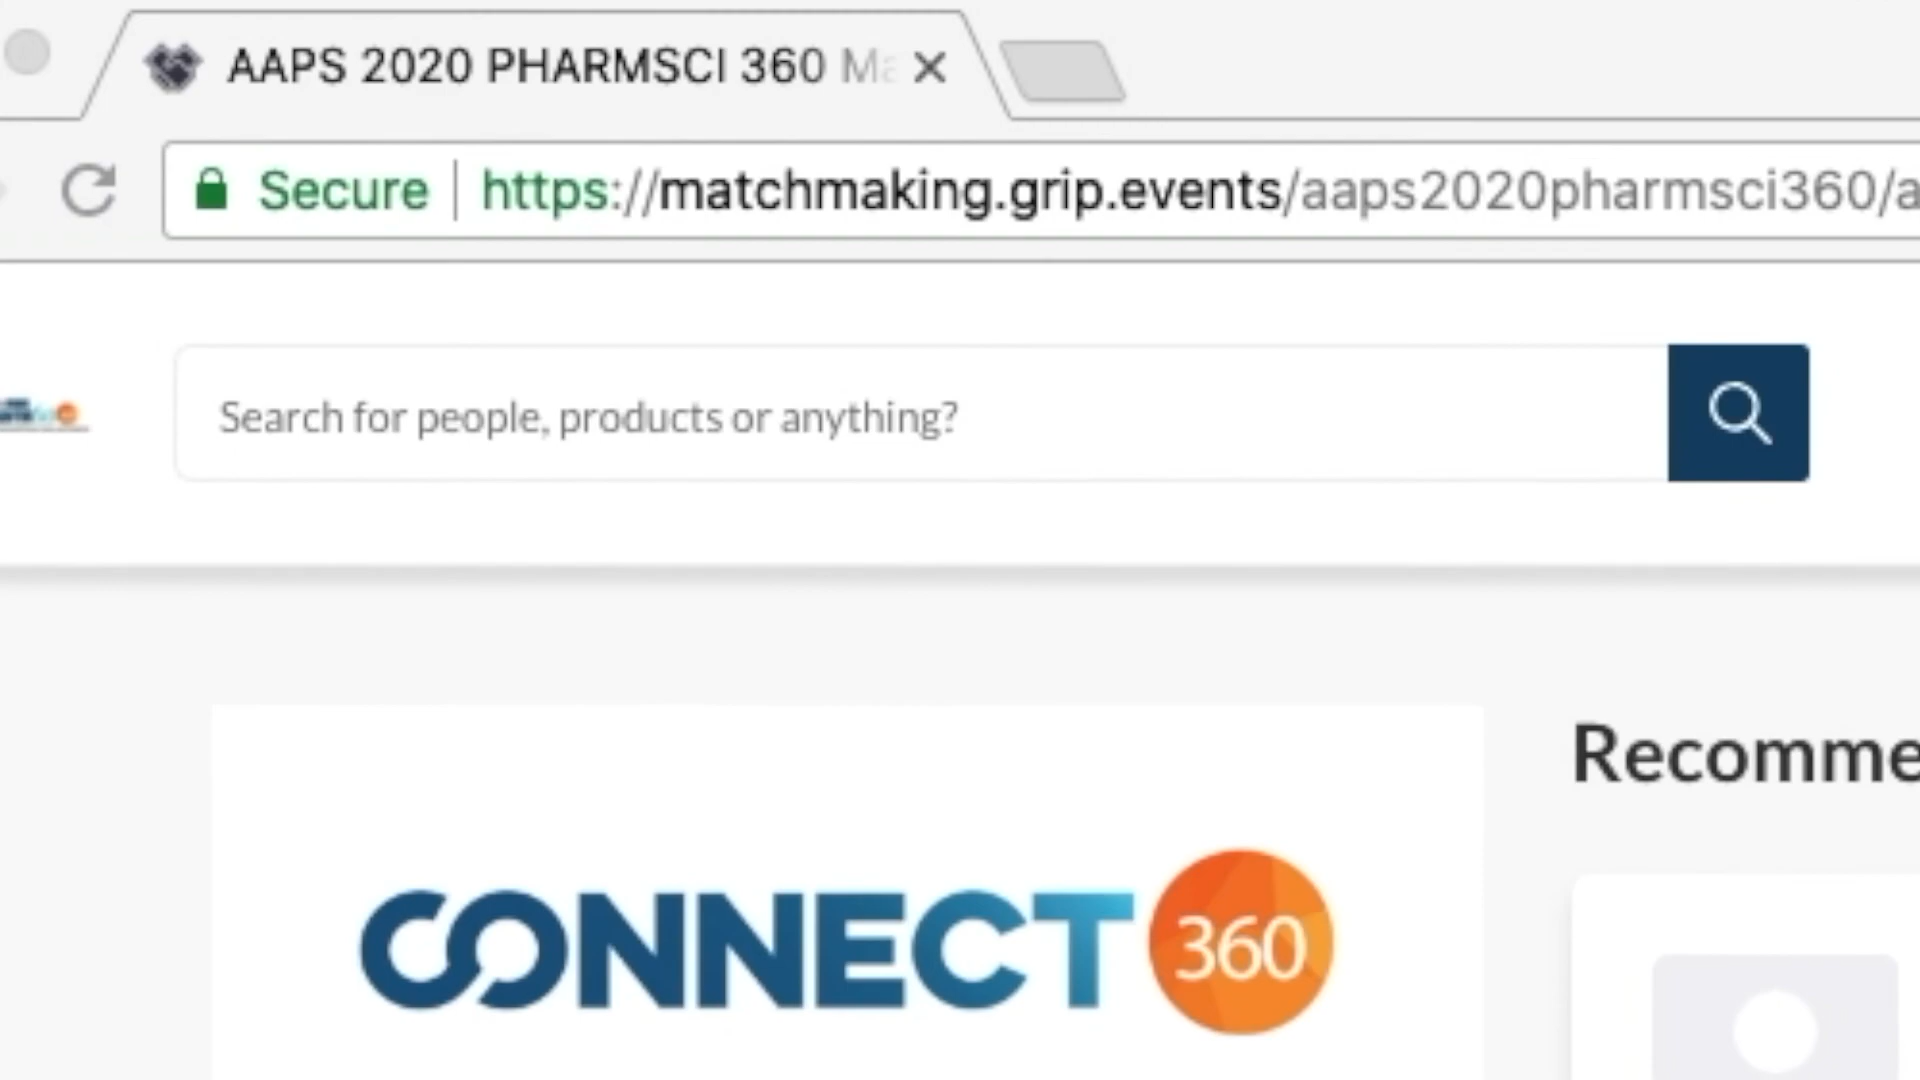 AAPS 2020 PHARMSCI 360
Secure https://matchmaking.grip.events/aaps2020pharmsci360/a
Search for people, products or anything?
Recomme
CONNECT 360